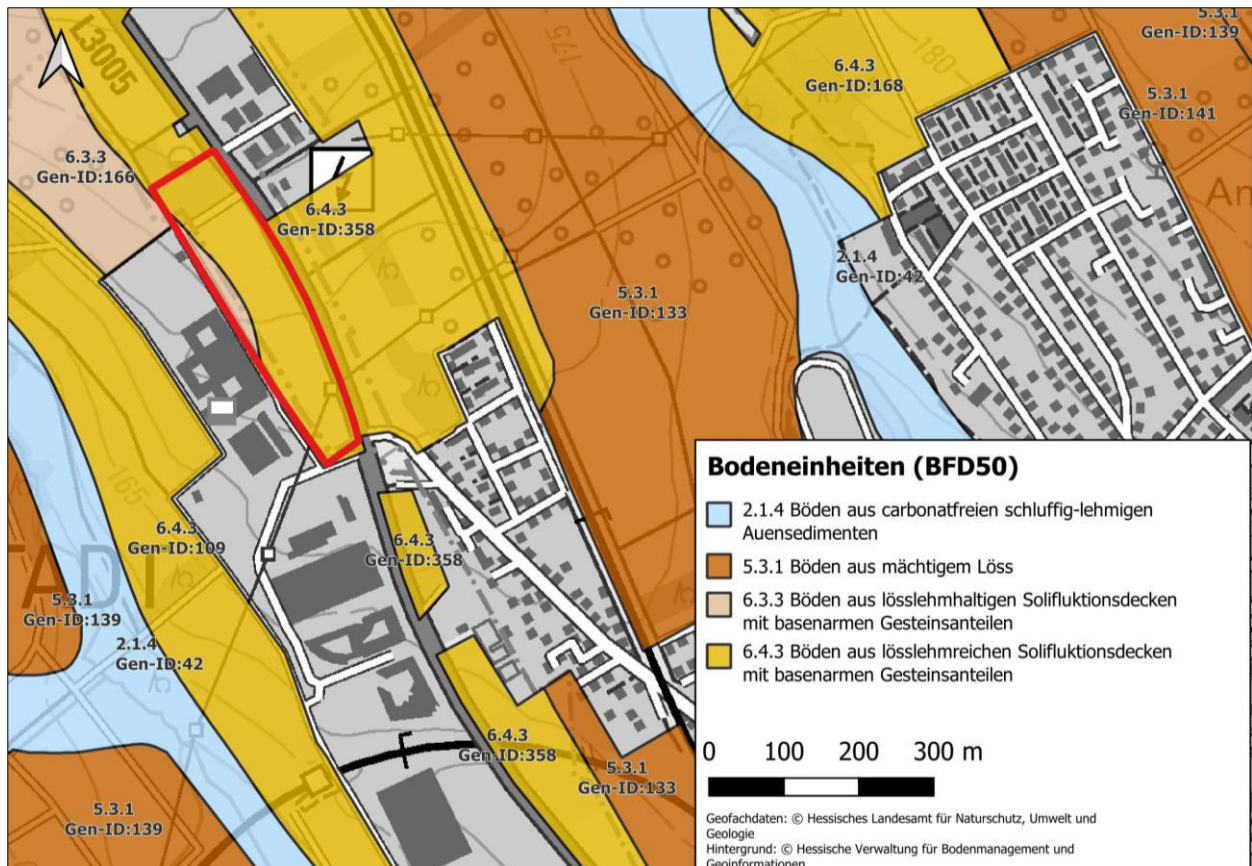 5.3.1
Gen-ID:139
L3005
175
6.4.3
Gen-ID:168
180
5.3.1
Gen-ID:141
6.3.3
Gen-ID:166
An
6.4.3
Gen-ID:358
2.1.4
Gen-ID:42
5.3.1
Gen-ID:133
165
6.4.3
Gen-ID:109
6.4.3
Gen-ID:358
TADT
5.3.1
Gen-ID:139
2.1.4
Gen-ID:42
6.4.3
Gen-ID:358
5.3.1
Gen-ID:133
5.3.1
Gen-ID:139
Bodeneinheiten (BFD50)
2.1.4 Böden aus carbonatfreien schluffig-lehmigen
Auensedimenten
5.3.1 Böden aus mächtigem Löss
6.3.3 Böden aus lösslehmhaltigen Solifluktionsdecken
mit basenarmen Gesteinsanteilen
6.4.3 Böden aus lösslehmreichen Solifluktionsdecken
mit basenarmen Gesteinsanteilen
0 100 200 300 m
Geofachdaten: © Hessisches Landesamt für Naturschutz, Umwelt und
Geologie
Hintergrund: © Hessische Verwaltung für Bodenmanagement und
Geoinformationen